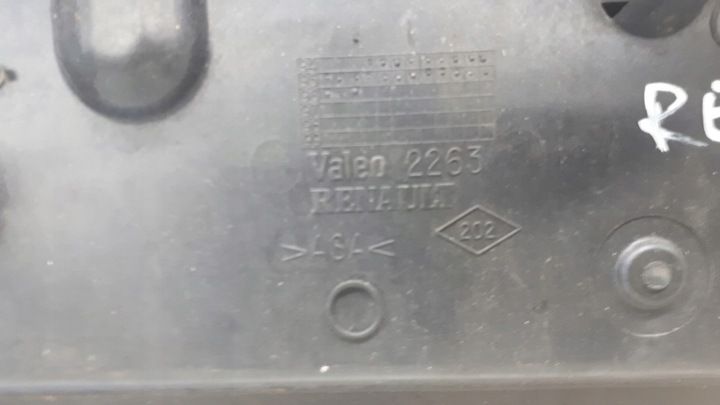 Valeo 2263
RENAULT
202
>ASA<
RE